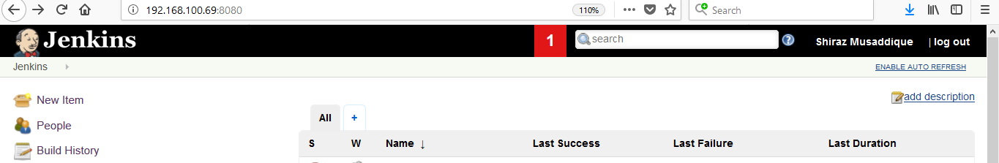 192.168.100.69:8080 110% Search
Jenkins 1 search ? Shiraz Musaddique | log out
Jenkins ENABLE AUTO REFRESH
New Item add description
People All +
S W Name ↓ Last Success Last Failure Last Duration
Build History